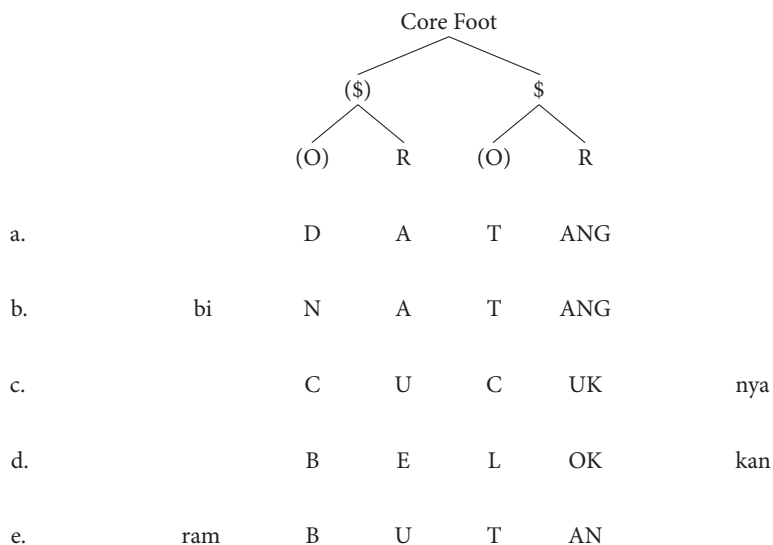 Core Foot
($) $
(O) R (O) R
a. D A T ANG
b. bi N A T ANG
c. C U C UK nya
d. B E L OK kan
e. ram B U T AN